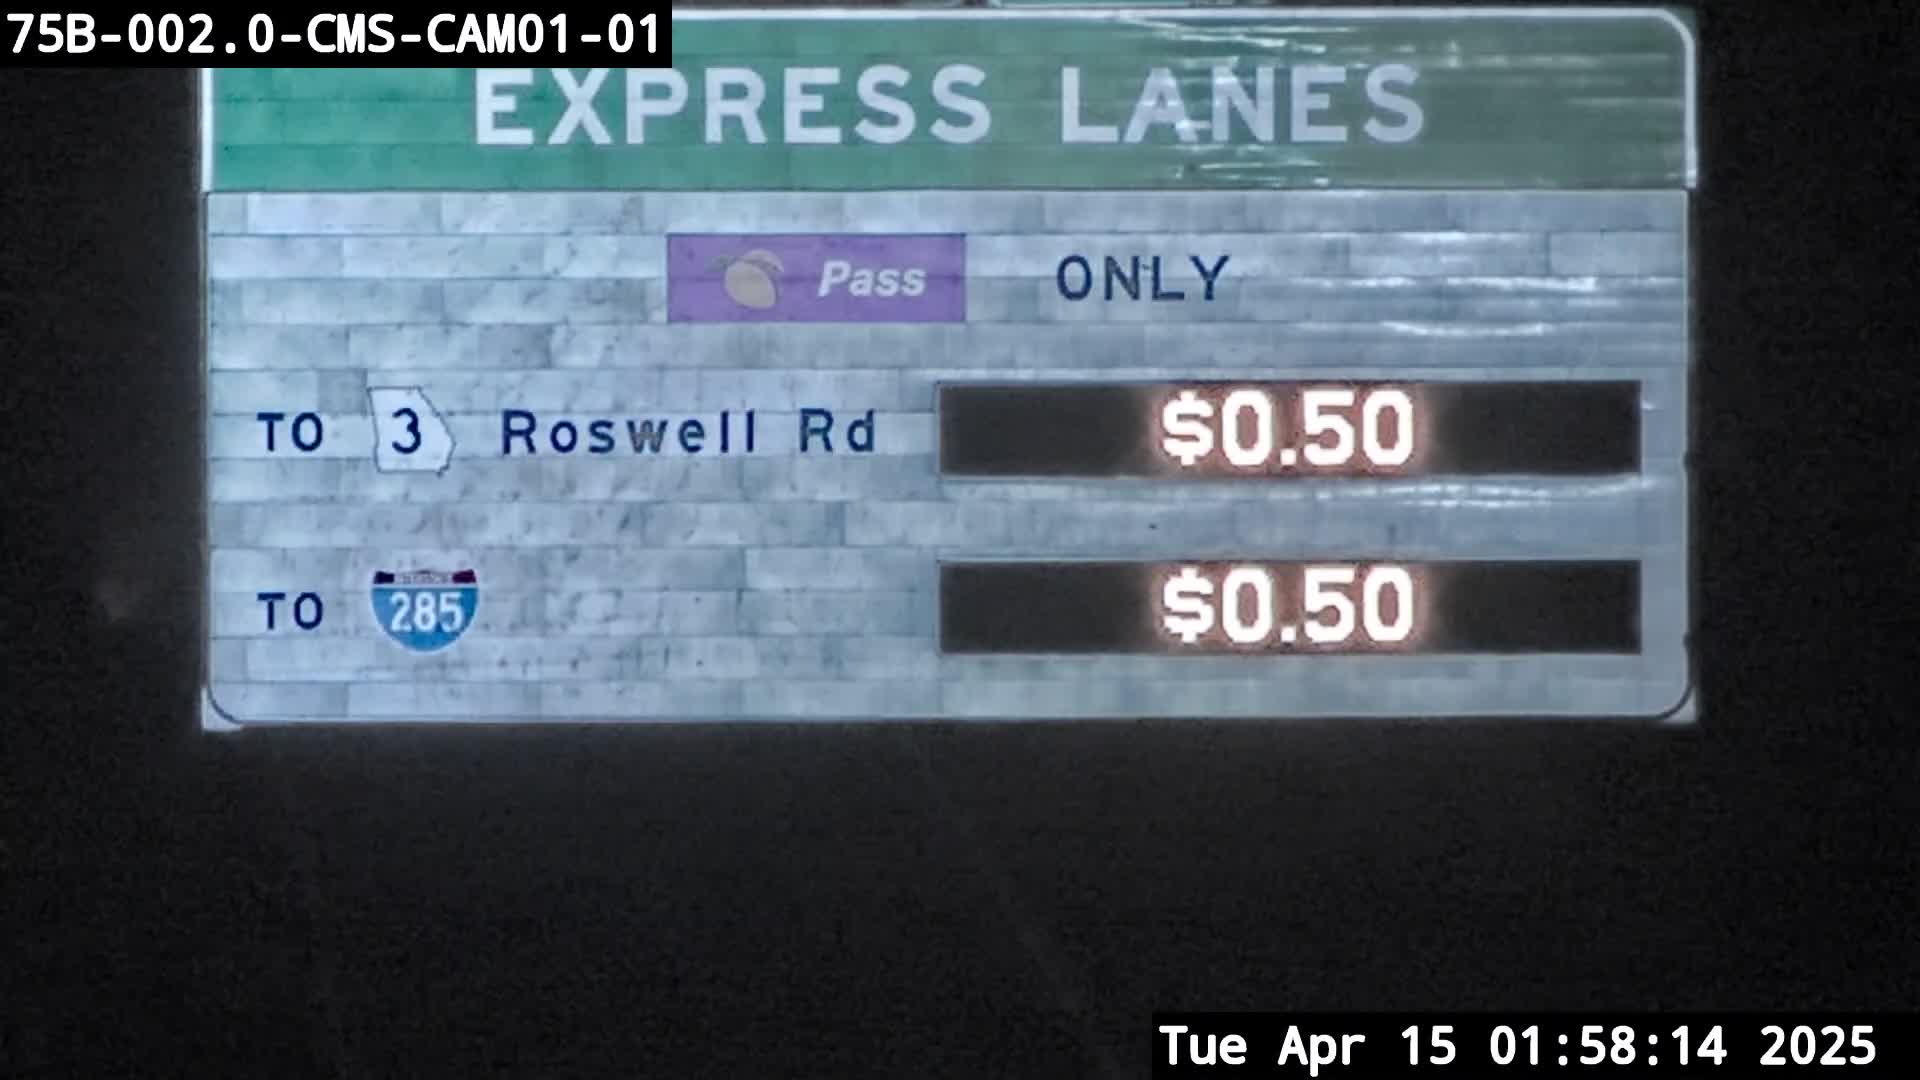 75B-002.0-CMS-CAM01-01
EXPRESS LANES
Pass ONLY
TO 3 Roswell Rd $0.50
TO 285 $0.50
Tue Apr 15 01:58:14 2025